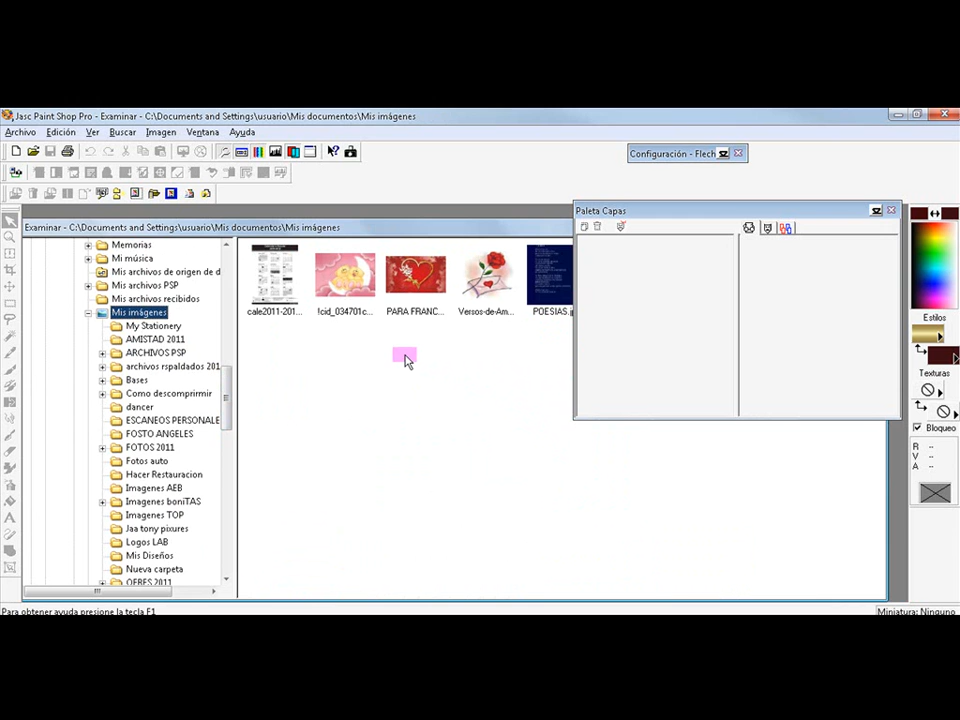 Jasc Paint Shop Pro - Examinar - C:\Documents and Settings\usuario\Mis documentos\Mis imágenes
Archivo Edición Ver Buscar Imagen Ventana Ayuda
Configuración - Flech
Paleta Capas
Examinar - C:\Documents and Settings\usuario\Mis documentos\Mis imágenes
Memorias
Mi música
Mis archivos de origen de d
Mis archivos PSP
Mis archivos recibidos
Mis imágenes
My Stationery
AMISTAD 2011
ARCHIVOS PSP
archivos rspaldados 201
Bases
Como descomprimir
dancer
ESCANEOS PERSONALE
FOSTO ANGELES
FOTOS 2011
Fotos auto
Hacer Restauracion
Imagenes AEB
Imagenes boniTAS
Imagenes TOP
Jaa tony pixures
Logos LAB
Mis Diseños
Nueva carpeta
OFRES 2011
cale2011-201... !cid_034701c... PARA FRANC... Versos-de-Am... POESIAS.j
Estilos
Texturas
Bloqueo
R --
V --
A --
Para obtener ayuda presione la tecla F1
Miniatura: Ninguno